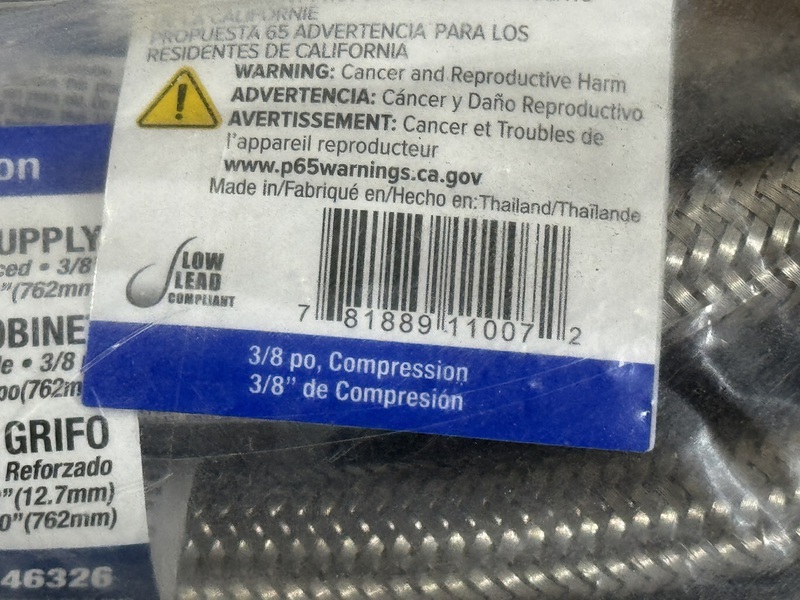 LA CALIFORNIE
PROPUESTA 65 ADVERTENCIA PARA LOS
RESIDENTES DE CALIFORNIA
WARNING: Cancer and Reproductive Harm
ADVERTENCIA: Cáncer y Daño Reproductivo
AVERTISSEMENT: Cancer et Troubles de
l'appareil reproducteur
www.p65warnings.ca.gov
Made in/Fabriqué en/Hecho en:Thailand/Thaïlande
LOW
LEAD
COMPLIANT
7 81889 11007 2
3/8 po, Compression
3/8" de Compresión
on
UPPLY
ced • 3/8
"(762mm
OBINE
le • 3/8
po(762m
GRIFO
Reforzado
"(12.7mm)
0"(762mm)
46326